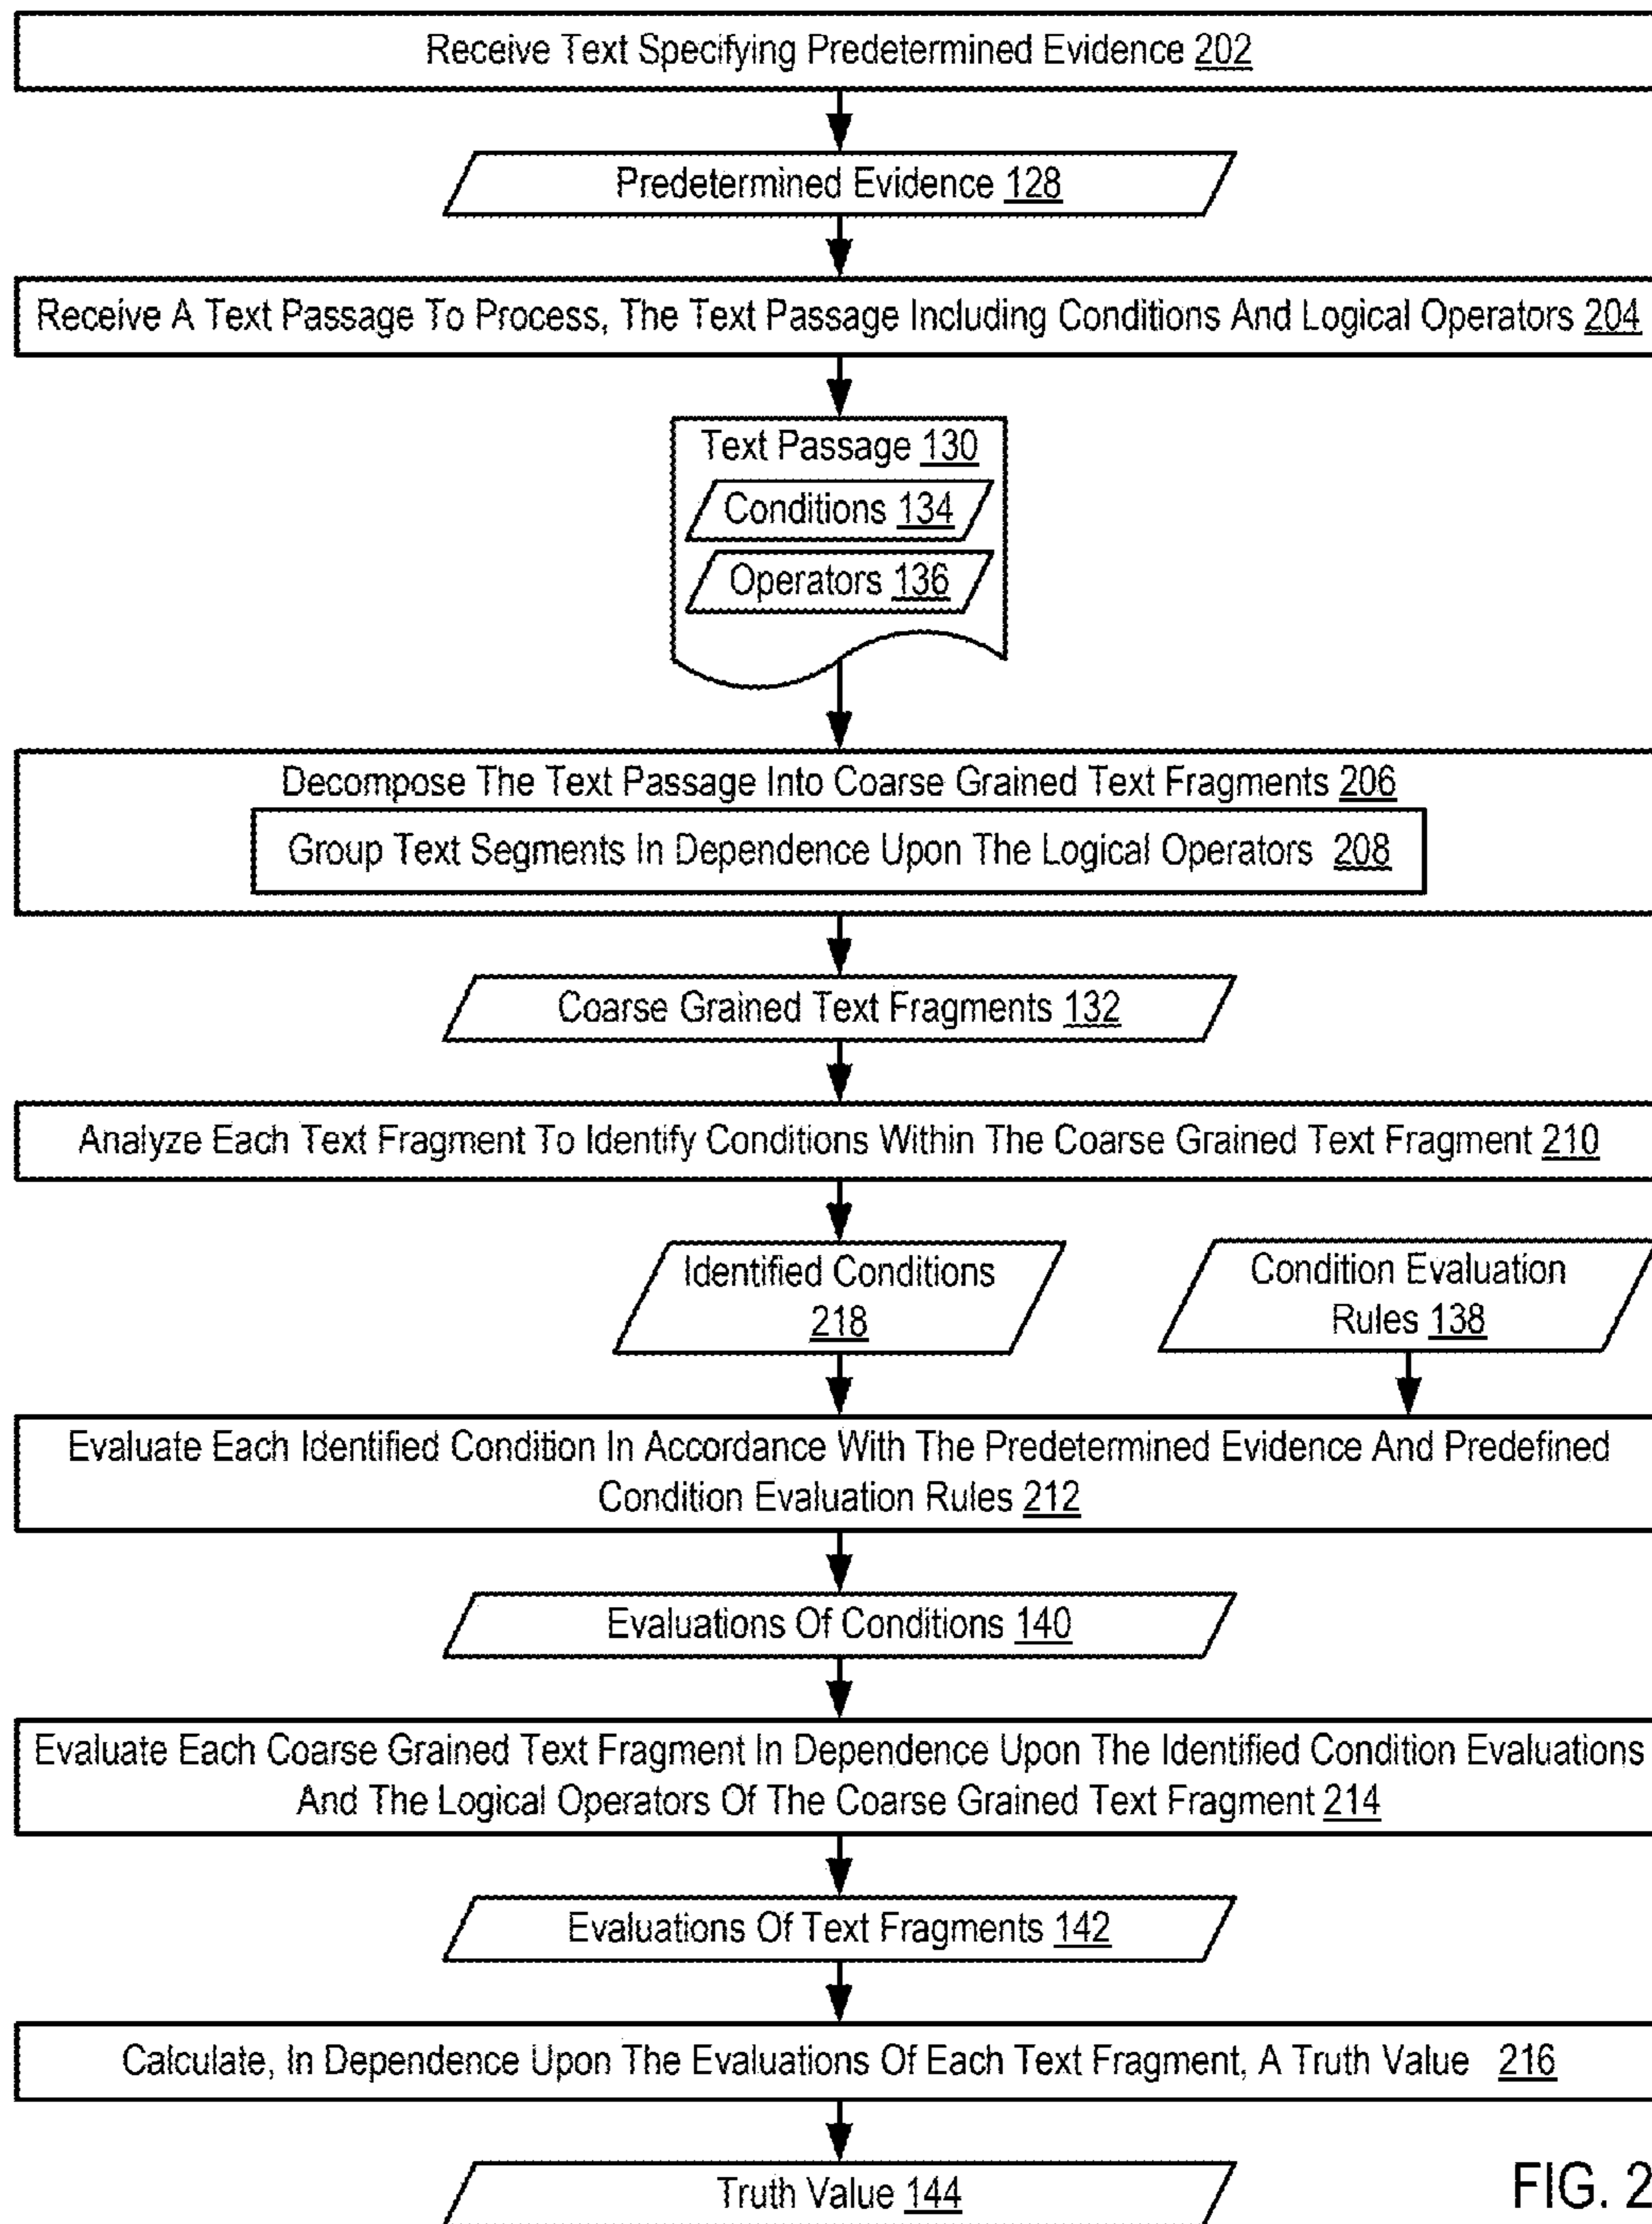 Receive Text Specifying Predetermined Evidence 202
Predetermined Evidence 128
Receive A Text Passage To Process, The Text Passage Including Conditions And Logical Operators 204
Text Passage 130
Conditions 134
Operators 136
Decompose The Text Passage Into Coarse Grained Text Fragments 206
Group Text Segments In Dependence Upon The Logical Operators 208
Coarse Grained Text Fragments 132
Analyze Each Text Fragment To Identify Conditions Within The Coarse Grained Text Fragment 210
Identified Conditions
218
Condition Evaluation
Rules 138
Evaluate Each Identified Condition In Accordance With The Predetermined Evidence And Predefined
Condition Evaluation Rules 212
Evaluations Of Conditions 140
Evaluate Each Coarse Grained Text Fragment In Dependence Upon The Identified Condition Evaluations
And The Logical Operators Of The Coarse Grained Text Fragment 214
Evaluations Of Text Fragments 142
Calculate, In Dependence Upon The Evaluations Of Each Text Fragment, A Truth Value 216
Truth Value 144
FIG. 2